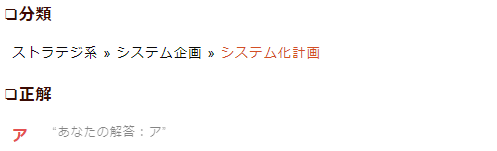 ❏分類
ストラテジ系 » システム企画 » システム化計画
❏正解
ア “あなたの解答：ア”